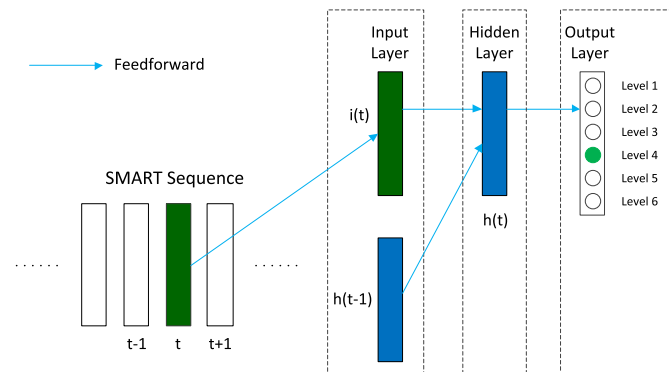 Feedforward
SMART Sequence
. . . . . .
t-1
t
t+1
. . . . . .
Input
Layer
i(t)
h(t-1)
Hidden
Layer
h(t)
Output
Layer
Level 1
Level 2
Level 3
Level 4
Level 5
Level 6